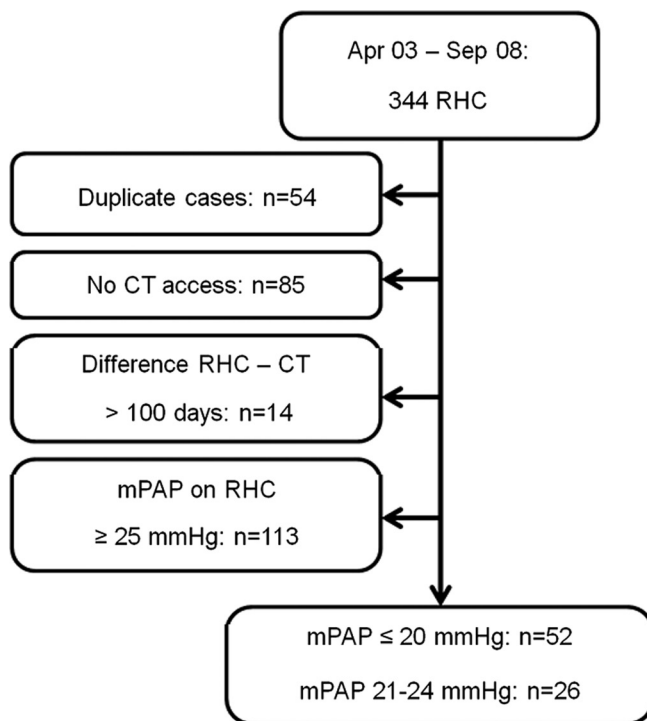 Apr 03 – Sep 08:
344 RHC
Duplicate cases: n=54
No CT access: n=85
Difference RHC – CT
> 100 days: n=14
mPAP on RHC
≥ 25 mmHg: n=113
mPAP ≤ 20 mmHg: n=52
mPAP 21-24 mmHg: n=26